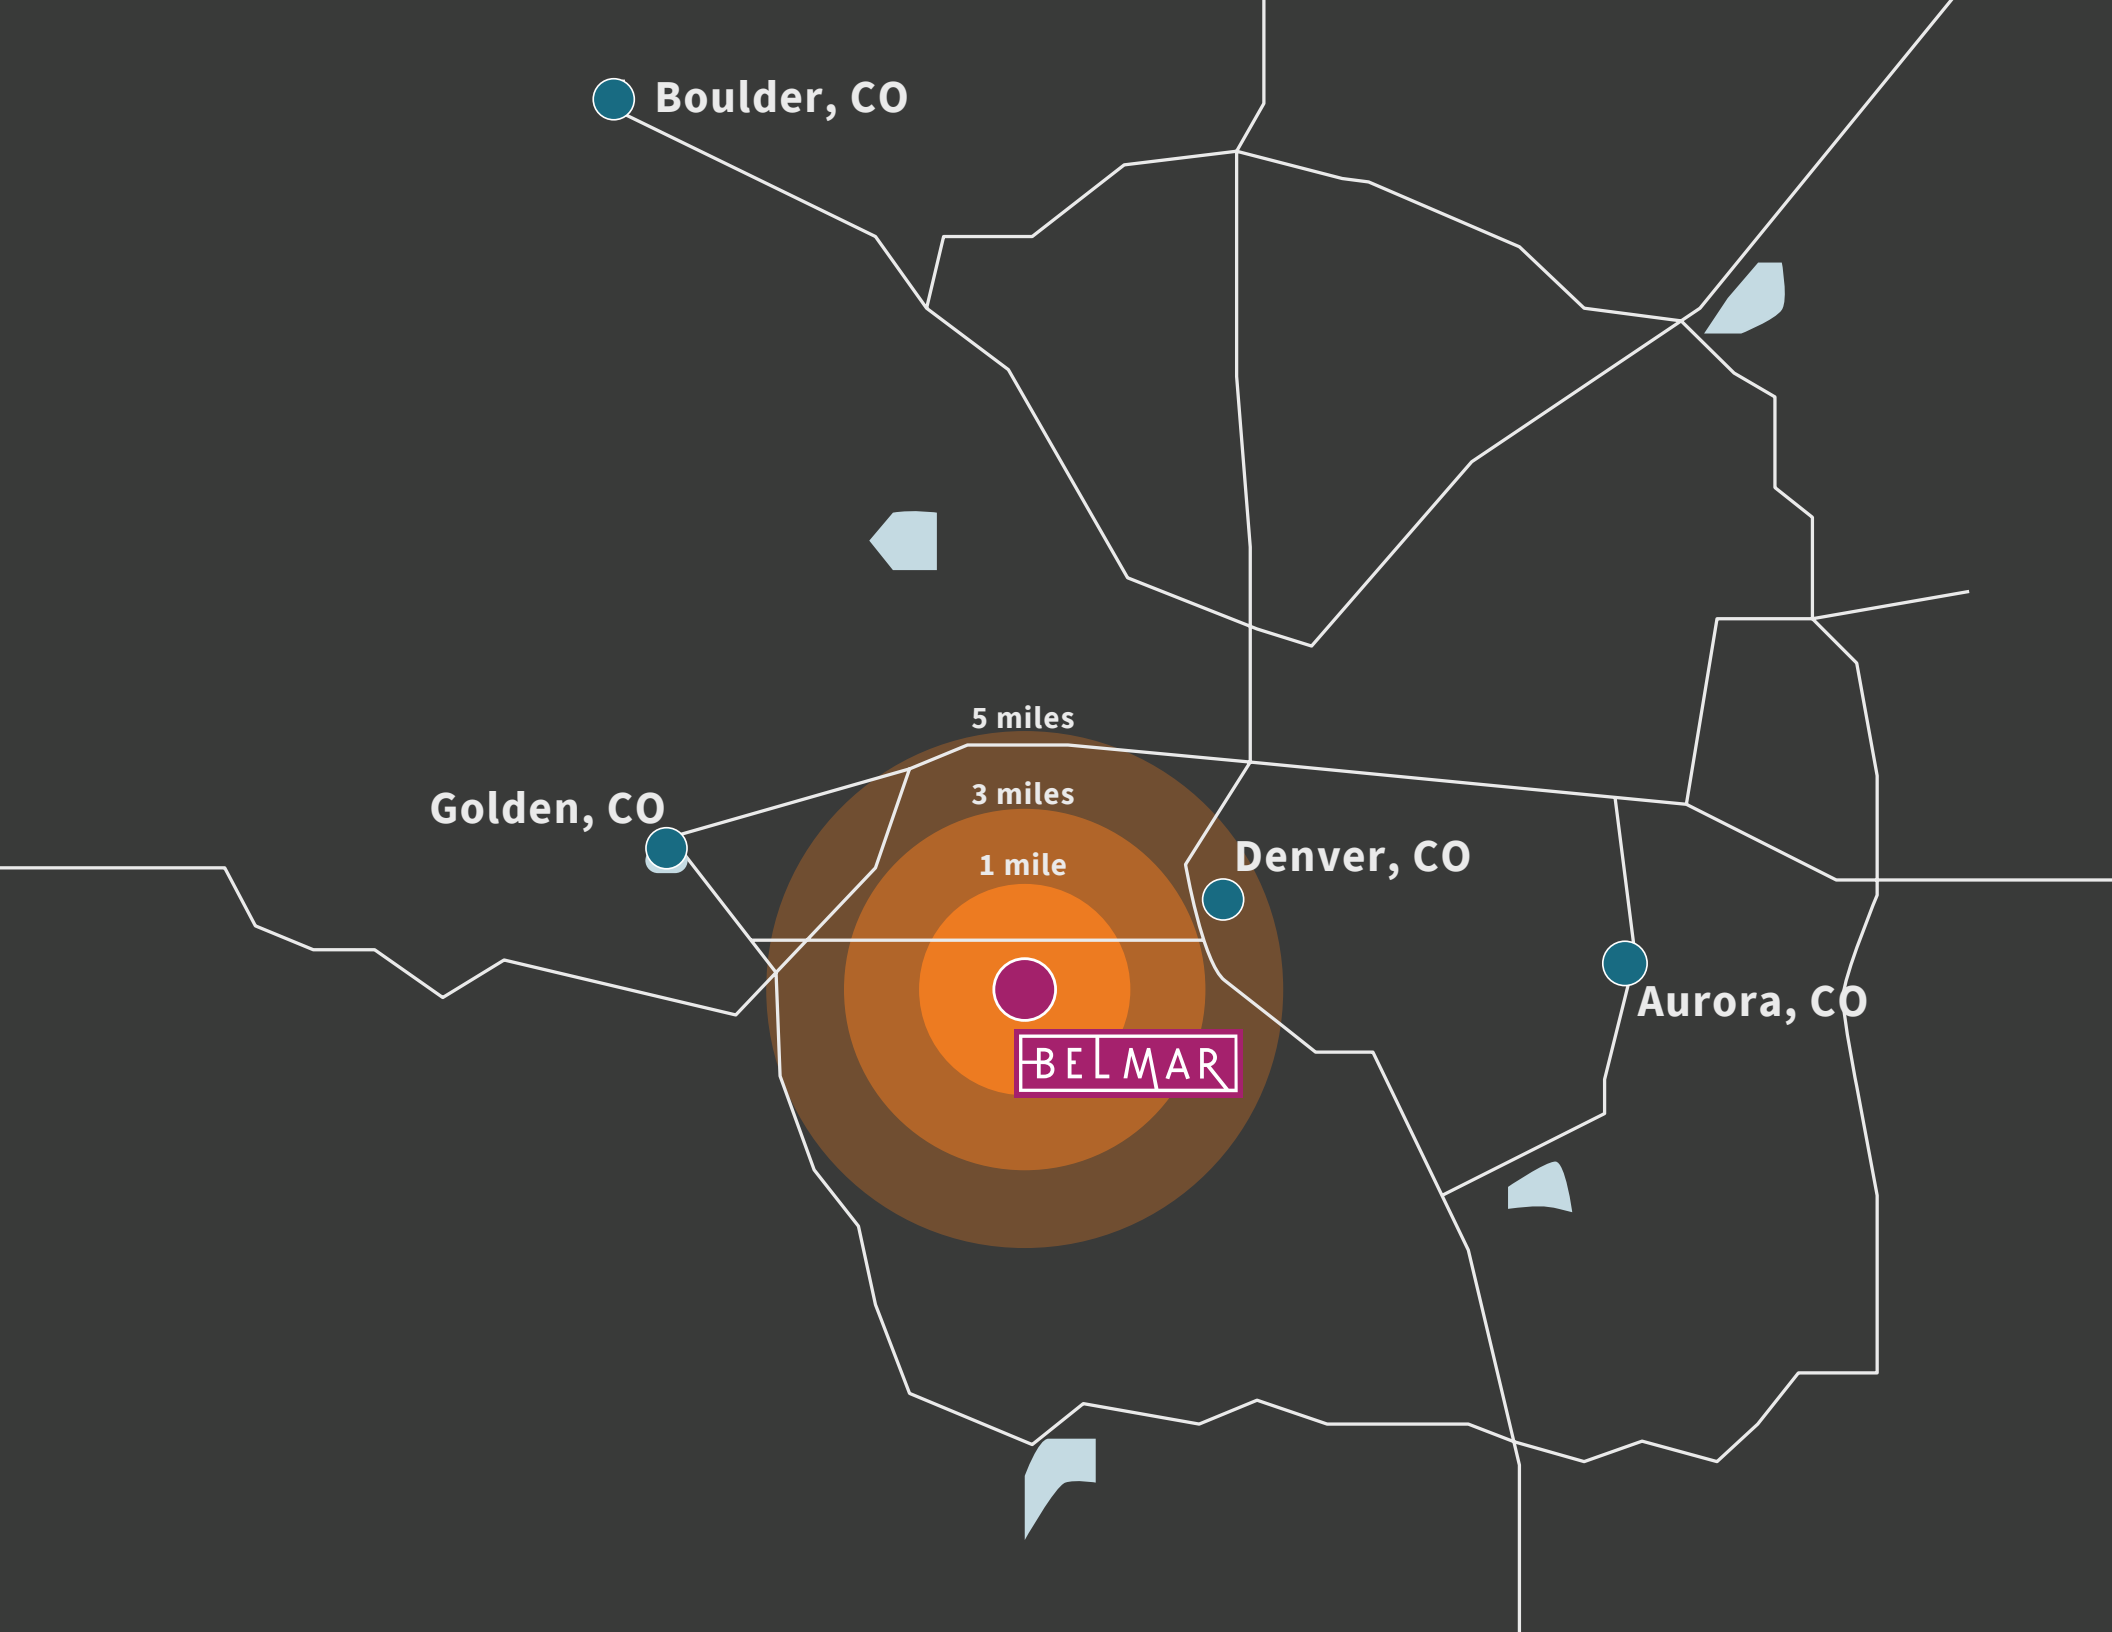 Boulder, CO
5 miles
3 miles
Golden, CO
1 mile
Denver, CO
Aurora, CO
BELMAR